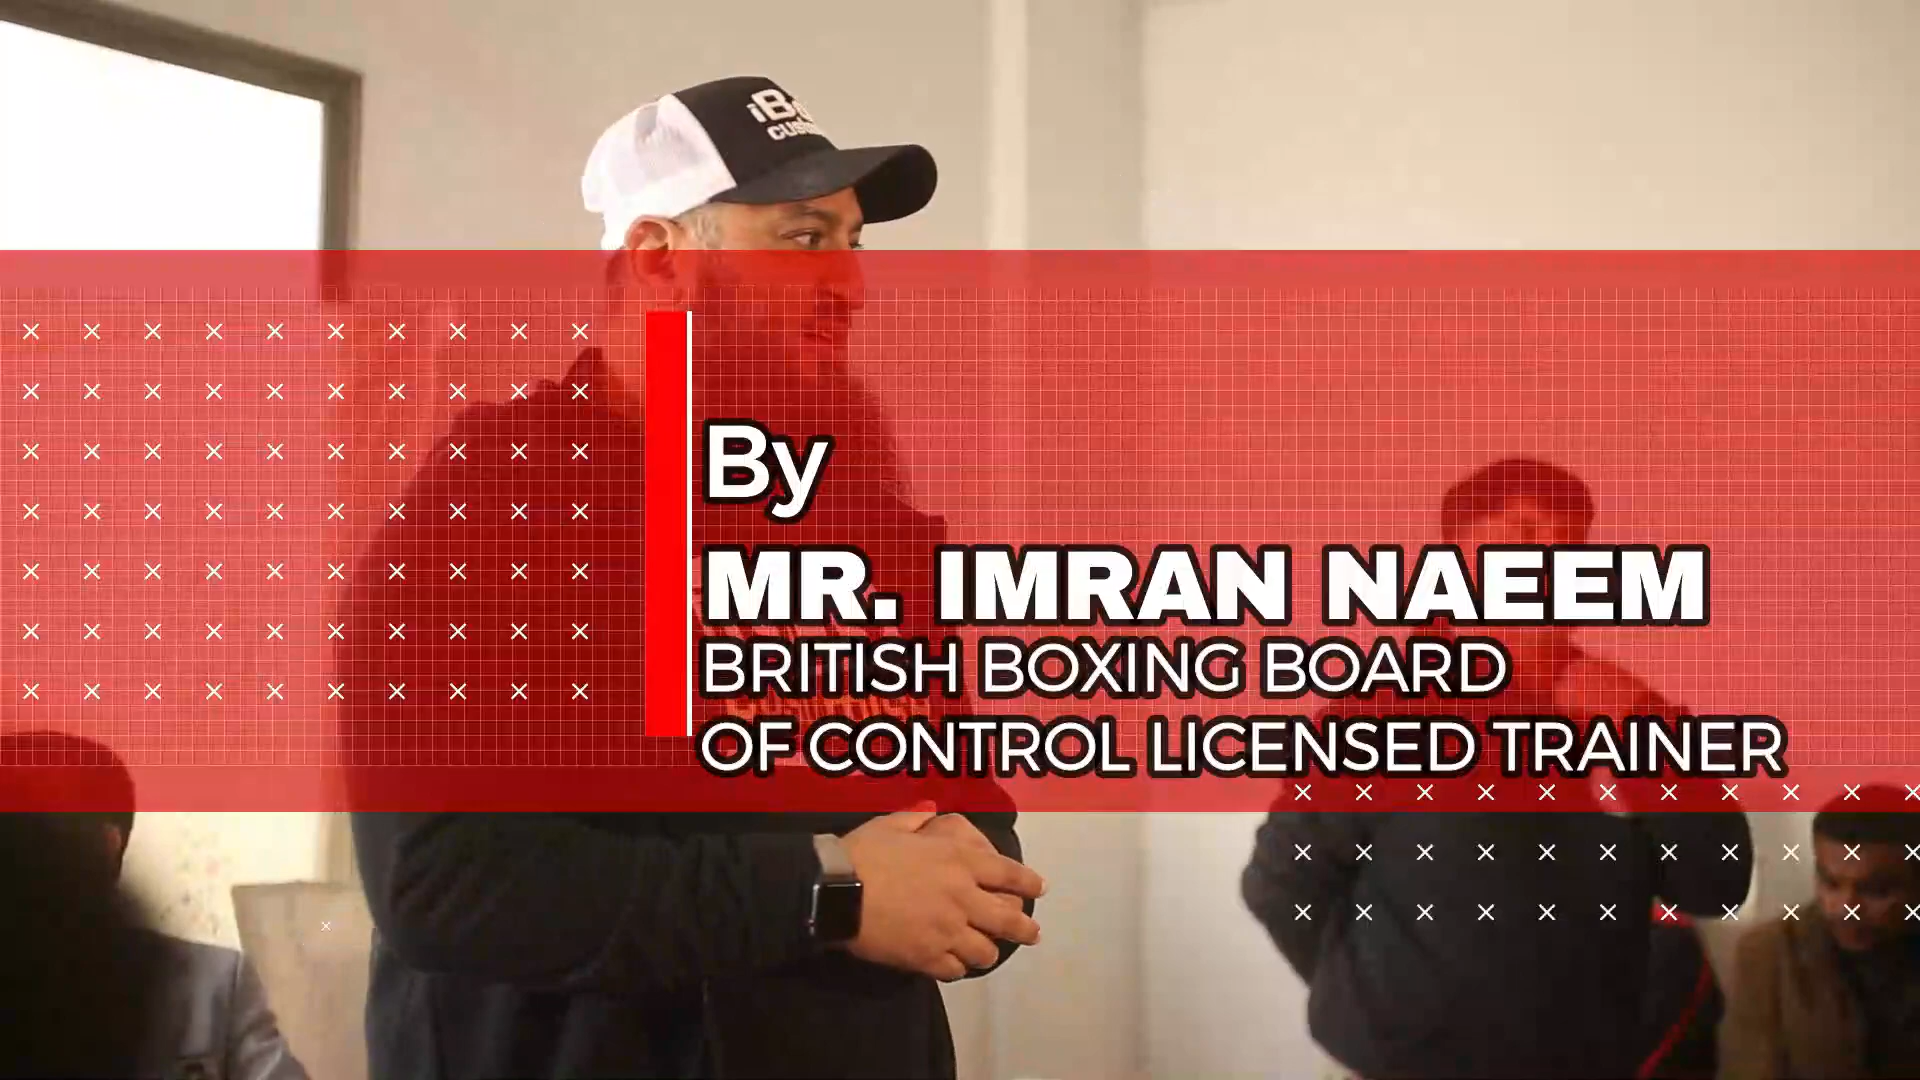 By
MR. IMRAN NAEEM
BRITISH BOXING BOARD
OF CONTROL LICENSED TRAINER